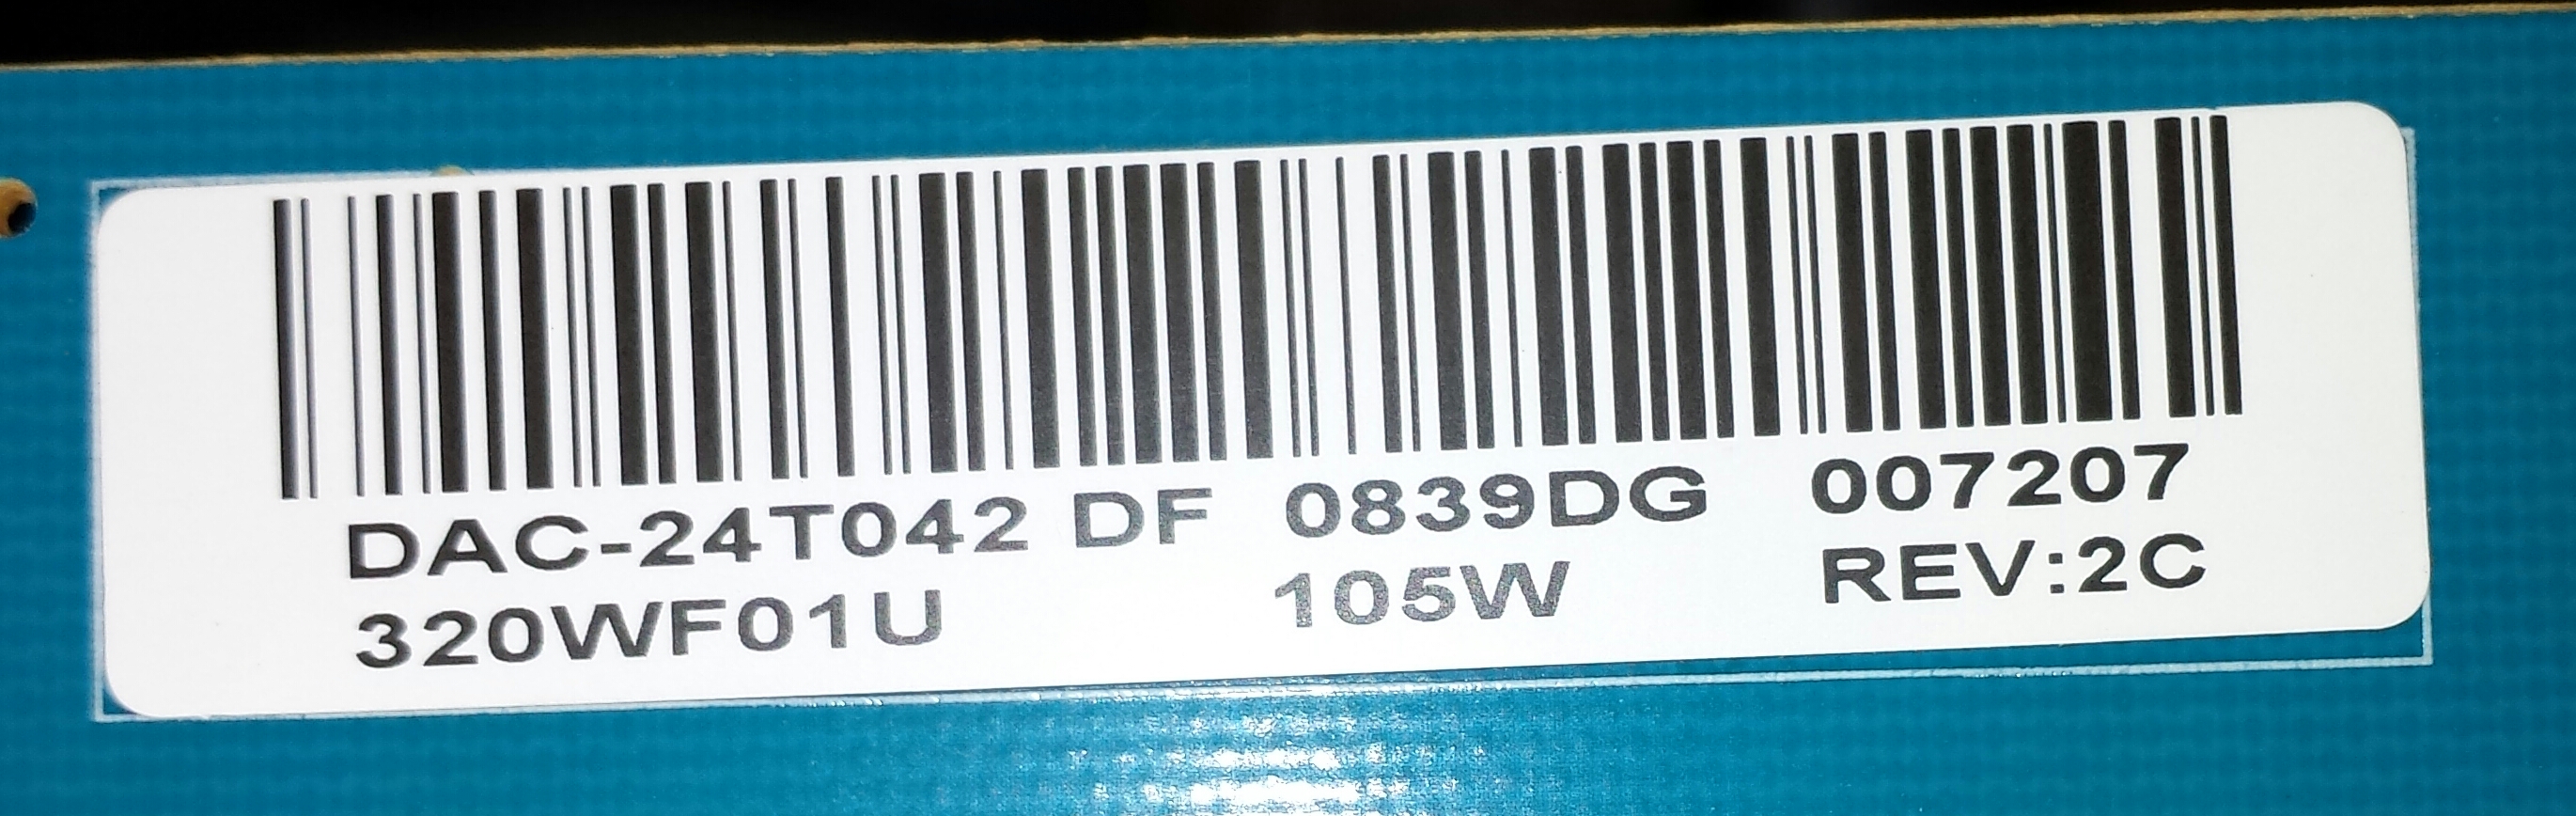 DAC-24T042 DF 0839DG 007207
320WF01U 105W REV:2C